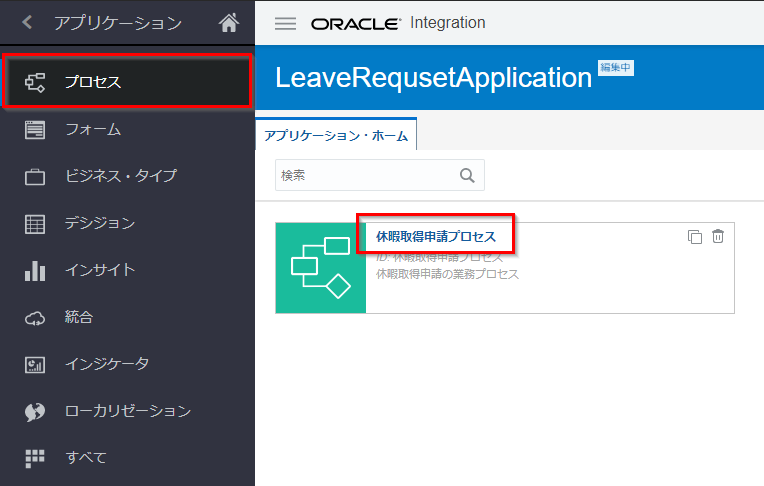 アプリケーション
プロセス
フォーム
ビジネス・タイプ
デシジョン
インサイト
統合
インジケータ
ローカリゼーション
すべて
ORACLE Integration
LeaveRequsetApplication 編集中
アプリケーション・ホーム
検索
休暇取得申請プロセス
ID: 休暇取得申請プロセス
休暇取得申請の業務プロセス